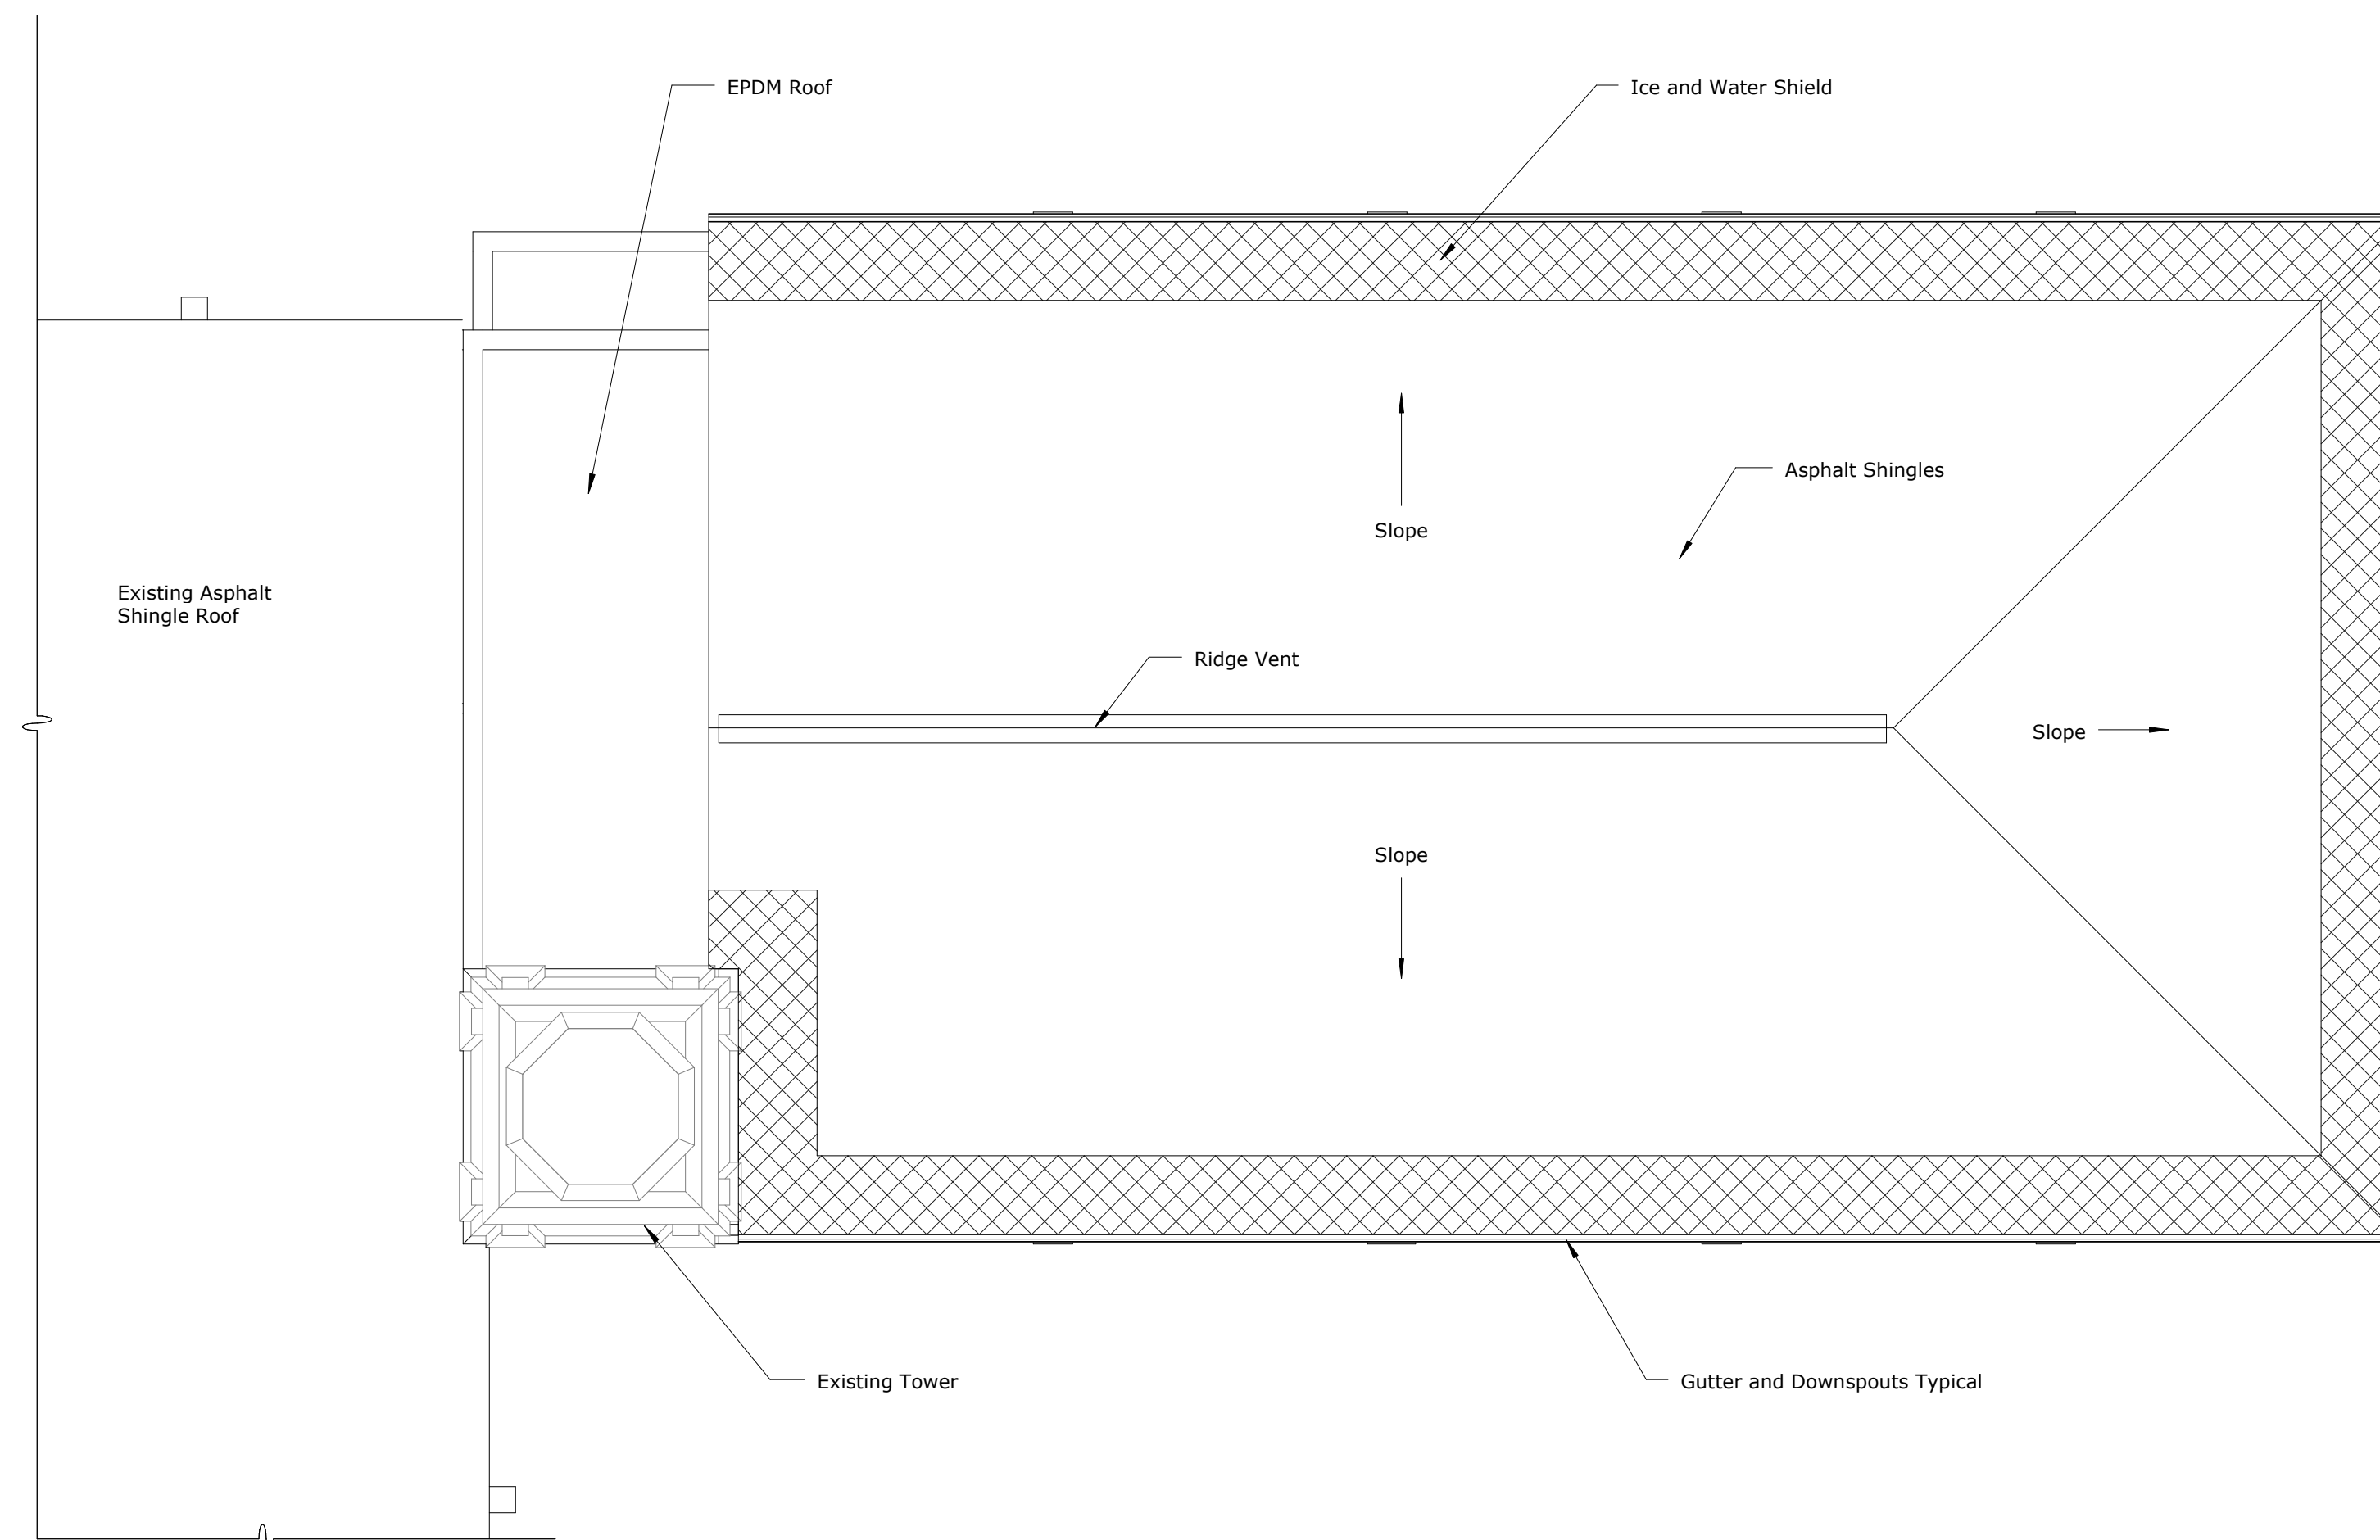 EPDM Roof
Ice and Water Shield
Asphalt Shingles
Slope
Existing Asphalt
Shingle Roof
Ridge Vent
Slope
Slope
Existing Tower
Gutter and Downspouts Typical